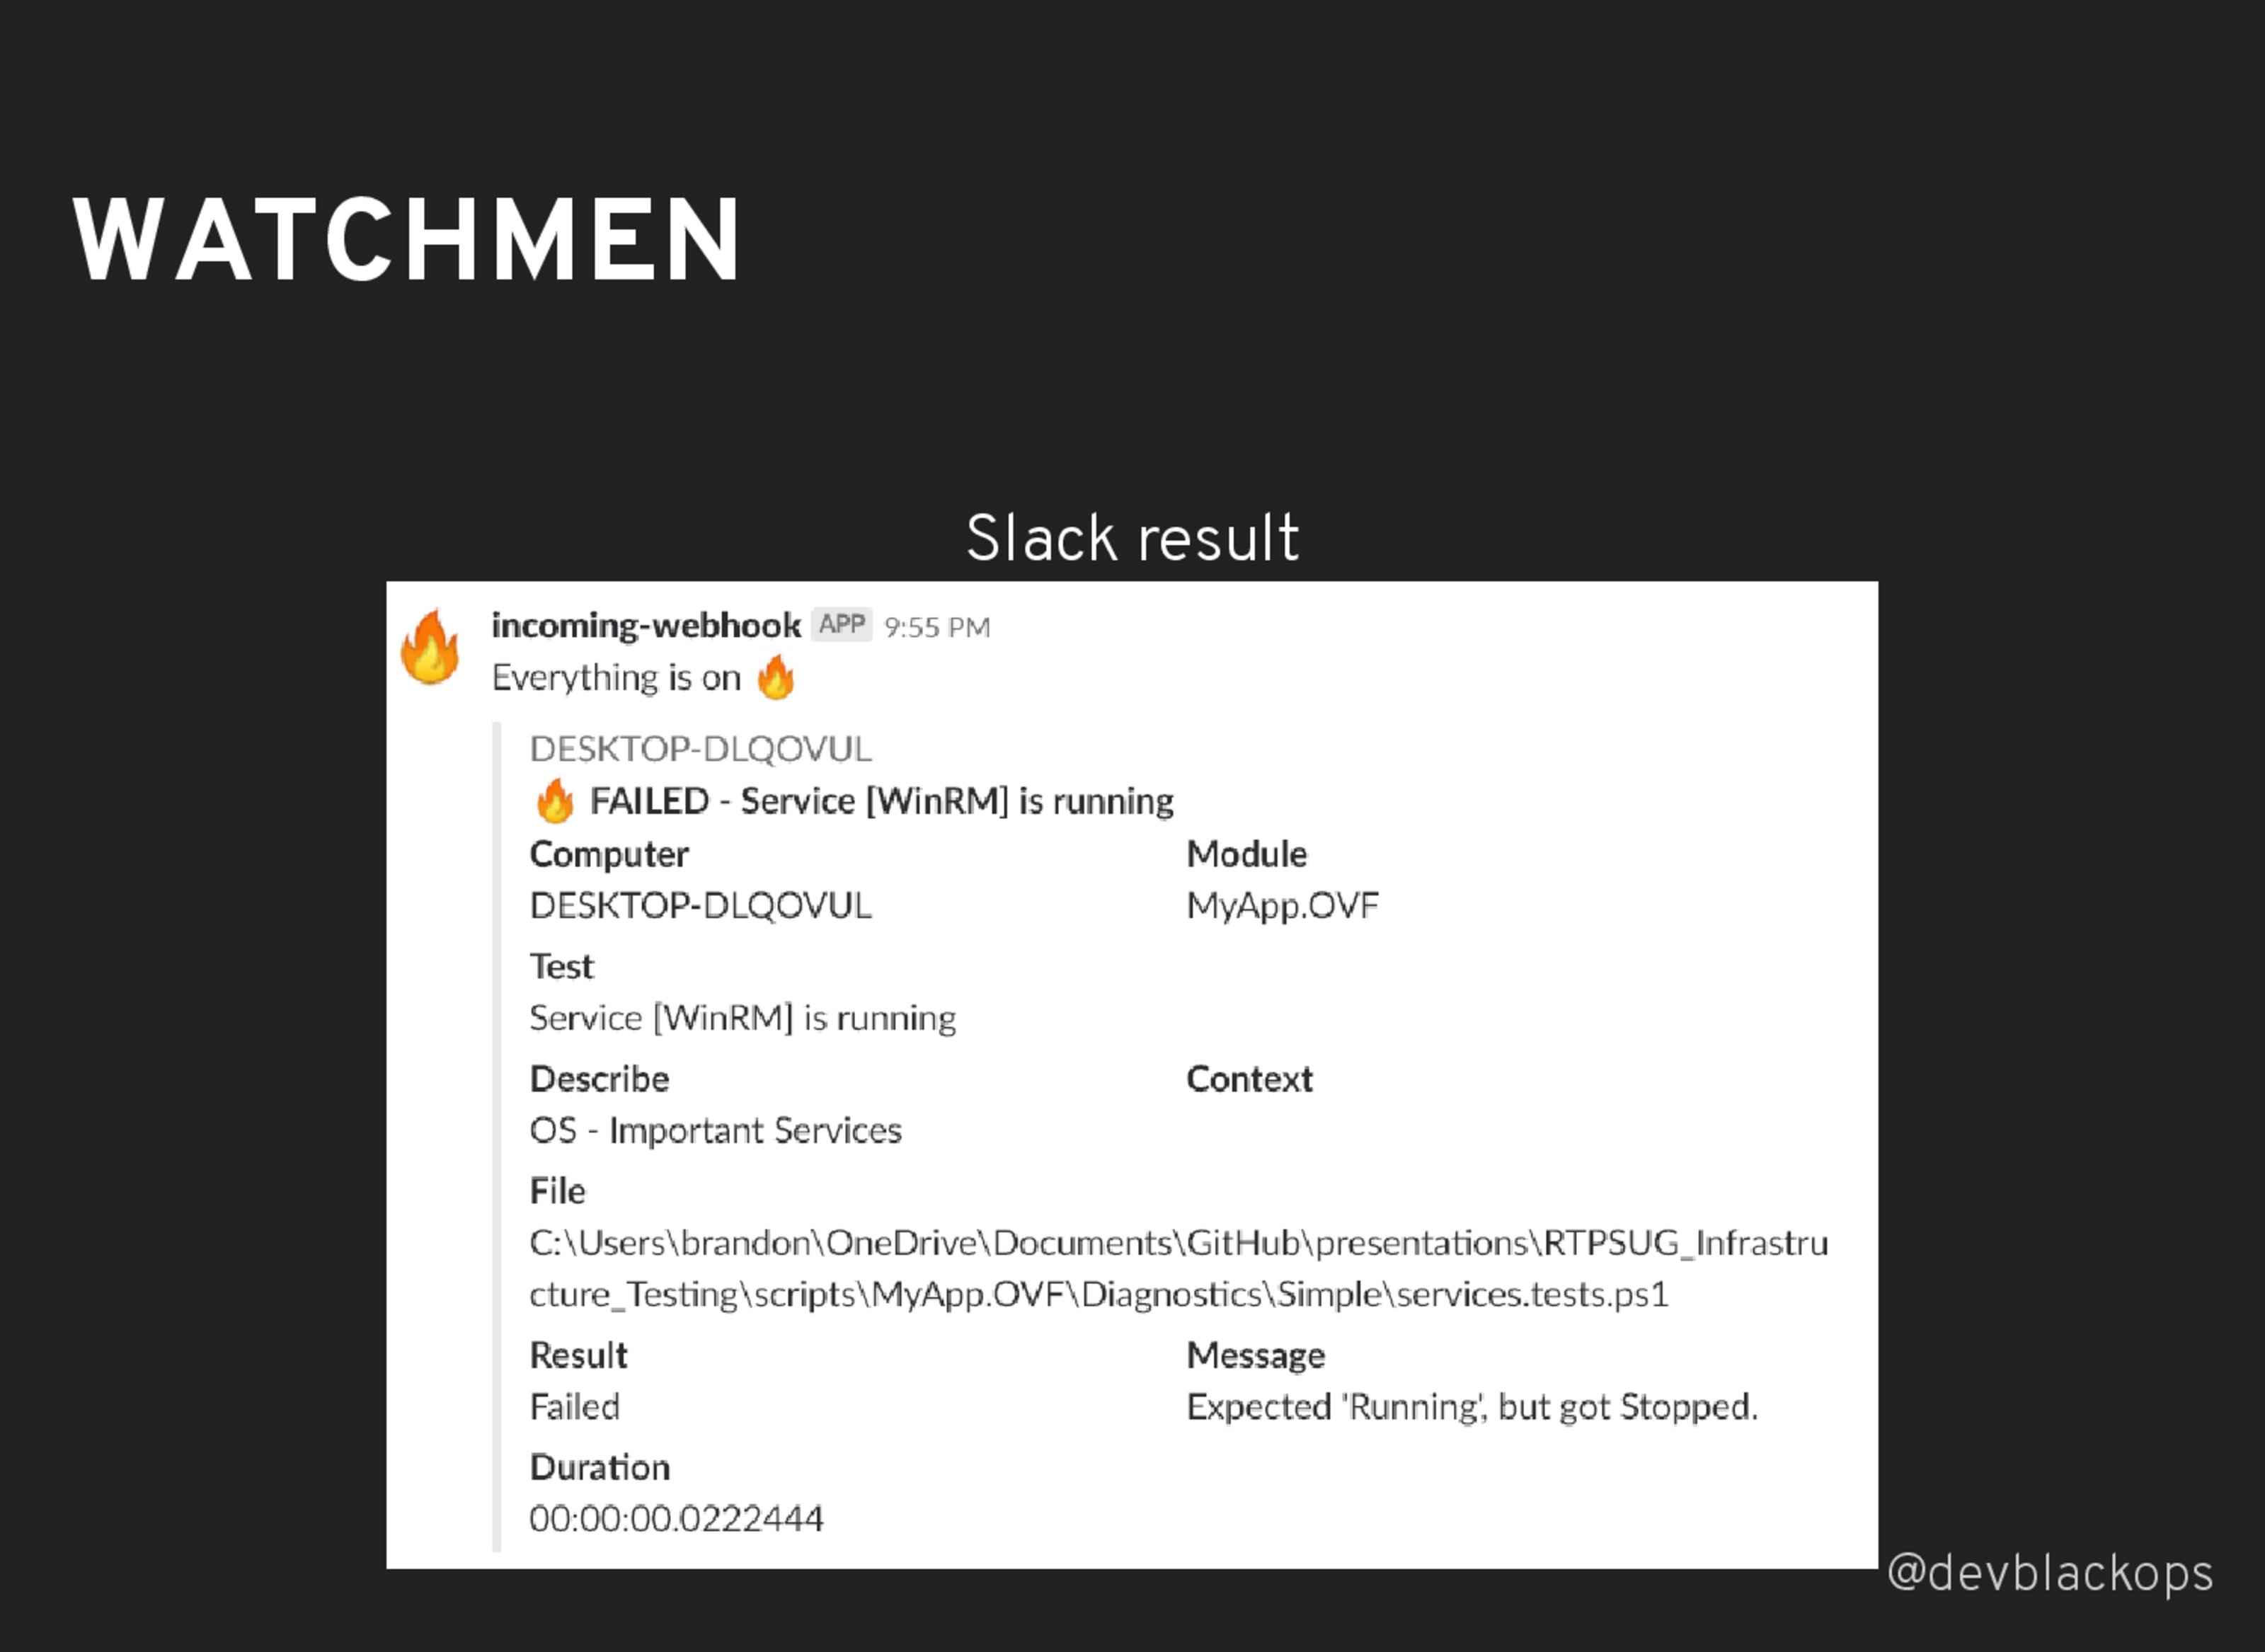 WATCHMEN
Slack result
incoming-webhook APP 9:55 PM
Everything is on 🔥
DESKTOP-DLQOVUL
🔥 FAILED - Service [WinRM] is running
Computer Module
DESKTOP-DLQOVUL MyApp.OVF
Test
Service [WinRM] is running
Describe Context
OS - Important Services
File
C:\Users\brandon\OneDrive\Documents\GitHub\presentations\RTPSUG_Infrastru
cture_Testing\scripts\MyApp.OVF\Diagnostics\Simple\services.tests.ps1
Result Message
Failed Expected 'Running', but got Stopped.
Duration
00:00:00.0222444
@devblackops